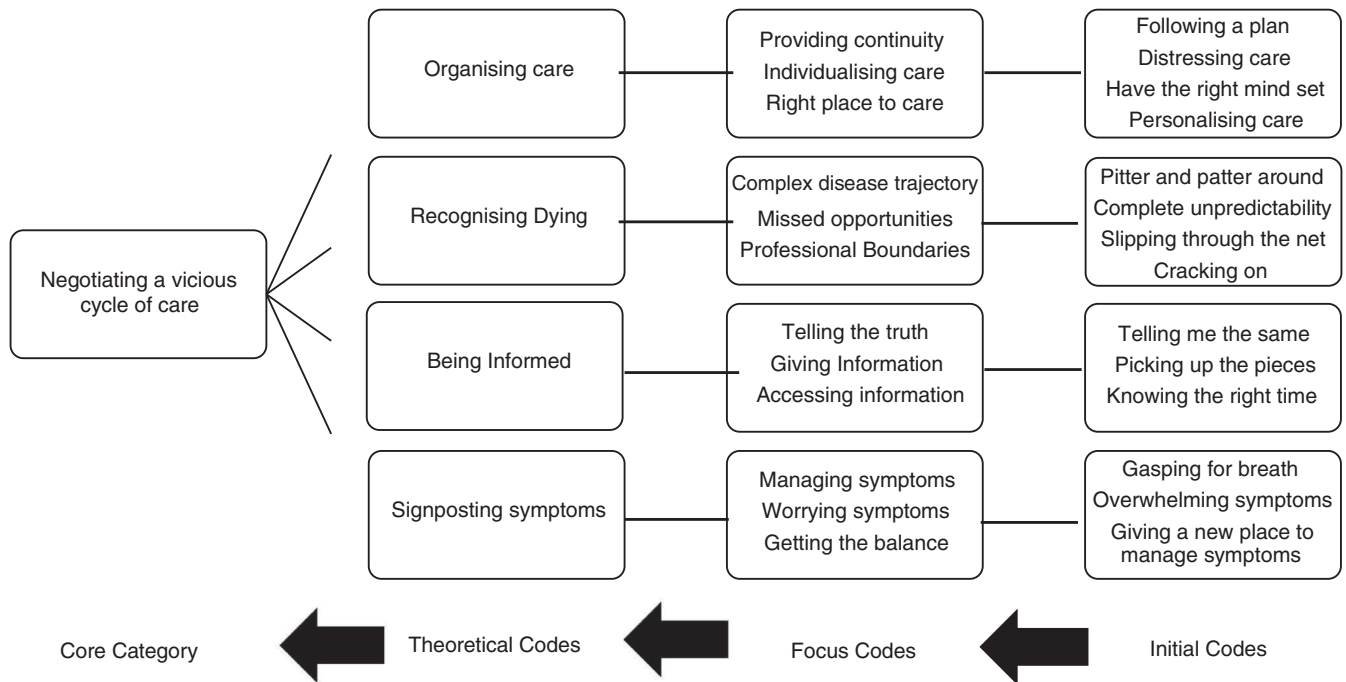 Organising care
Providing continuity
Individualising care
Right place to care
Following a plan
Distressing care
Have the right mind set
Personalising care
Negotiating a vicious
cycle of care
Recognising Dying
Complex disease trajectory
Missed opportunities
Professional Boundaries
Pitter and patter around
Complete unpredictability
Slipping through the net
Cracking on
Being Informed
Telling the truth
Giving Information
Accessing information
Telling me the same
Picking up the pieces
Knowing the right time
Signposting symptoms
Managing symptoms
Worrying symptoms
Getting the balance
Gasping for breath
Overwhelming symptoms
Giving a new place to
manage symptoms
Core Category
Theoretical Codes
Focus Codes
Initial Codes